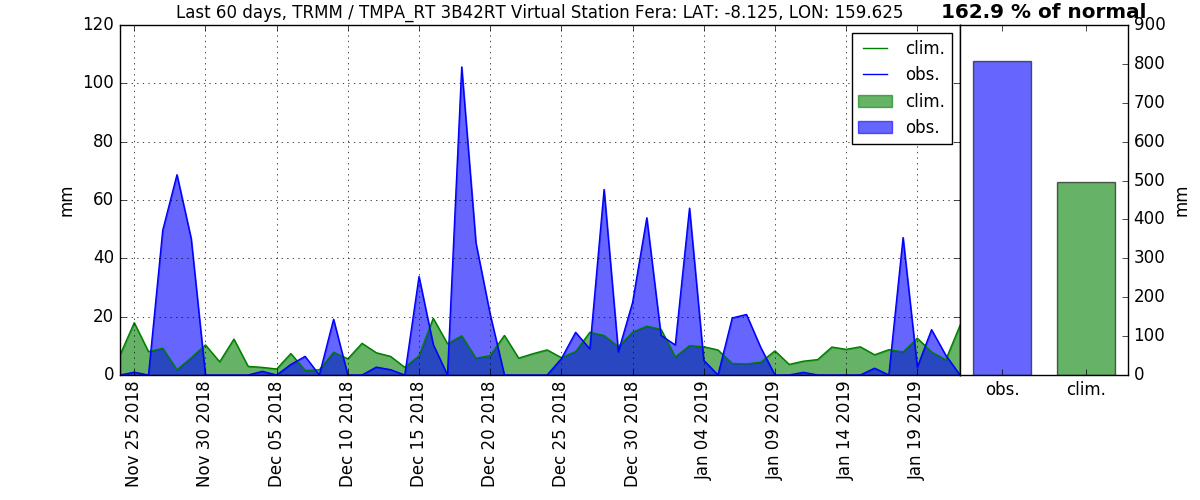 Last 60 days, TRMM / TMPA_RT 3B42RT Virtual Station Fera: LAT: -8.125, LON: 159.625
162.9 % of normal
120
100
80
60
40
20
0
mm
clim.
obs.
clim.
obs.
900
800
700
600
500
400
300
200
100
0
mm
Nov 25 2018
Nov 30 2018
Dec 05 2018
Dec 10 2018
Dec 15 2018
Dec 20 2018
Dec 25 2018
Dec 30 2018
Jan 04 2019
Jan 09 2019
Jan 14 2019
Jan 19 2019
obs.
clim.